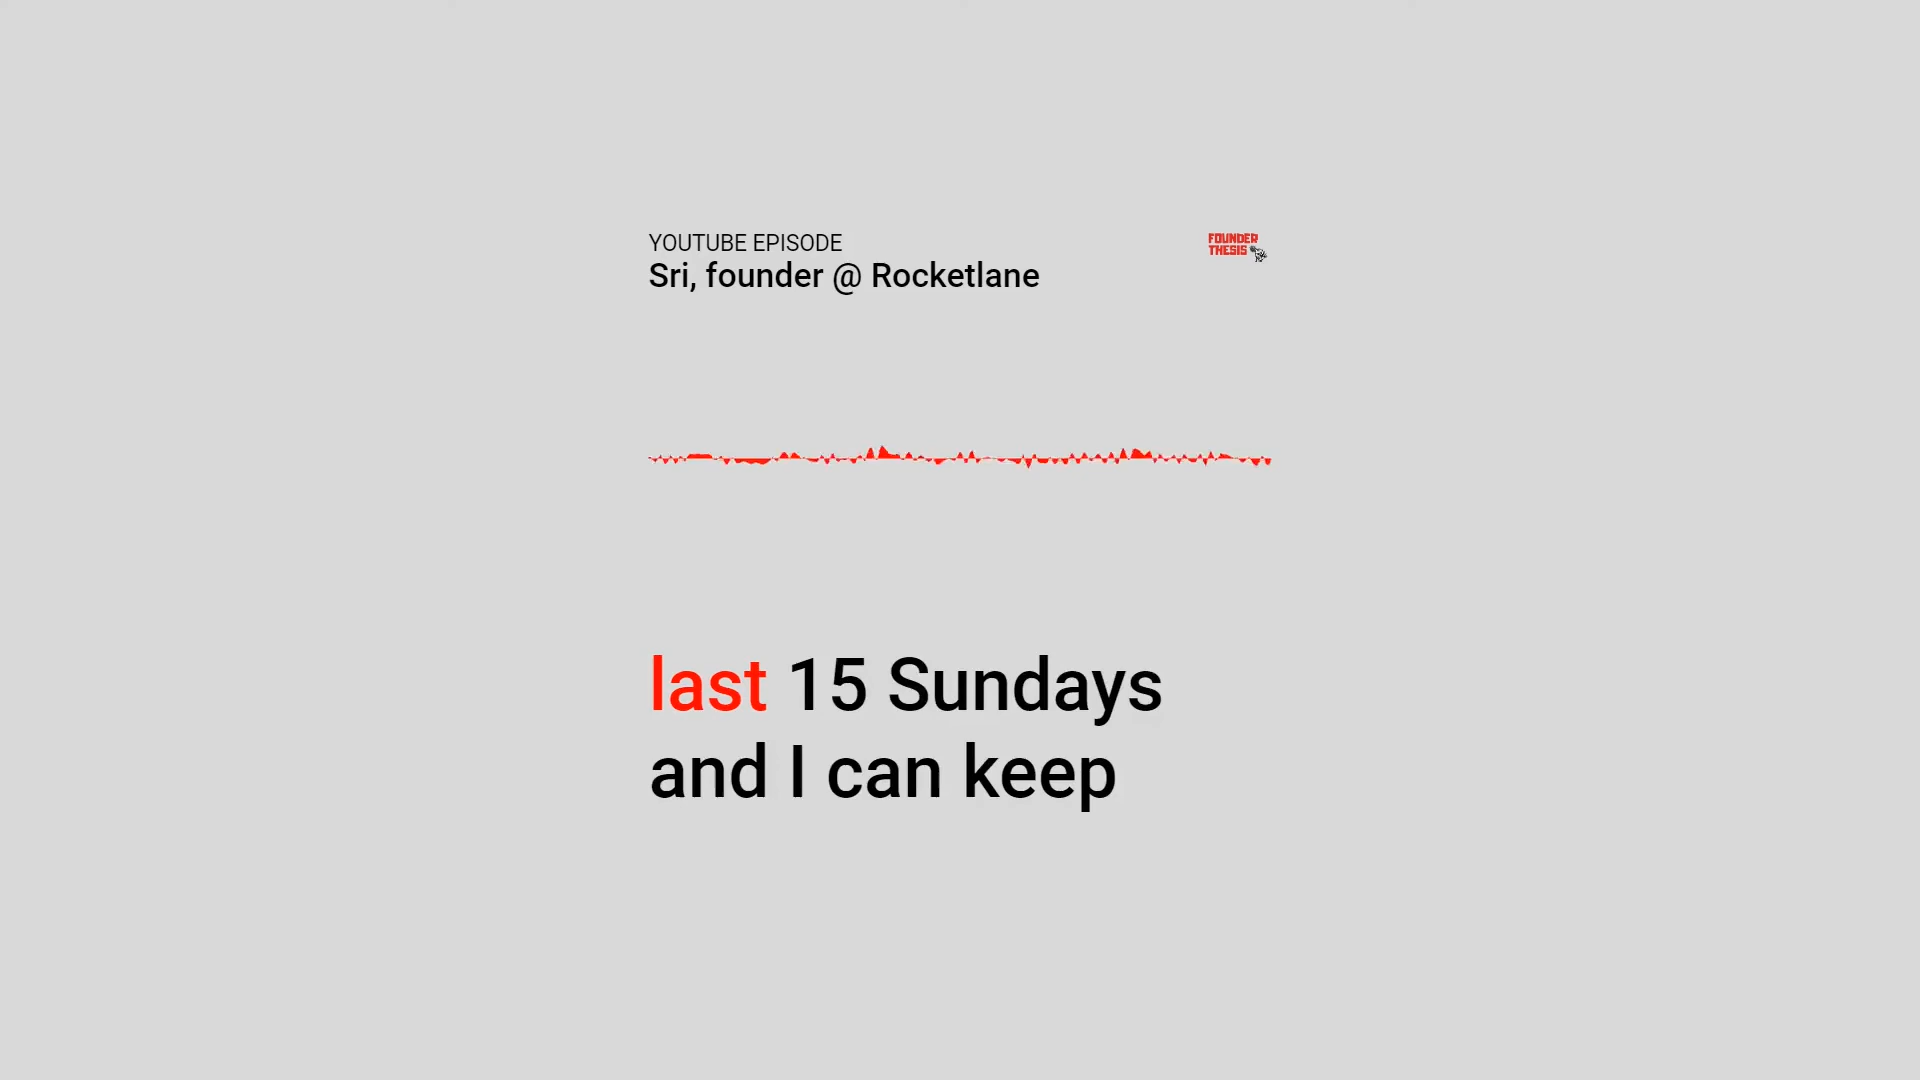 YOUTUBE EPISODE
Sri, founder @ Rocketlane
FOUNDER
THESIS
last 15 Sundays
and I can keep